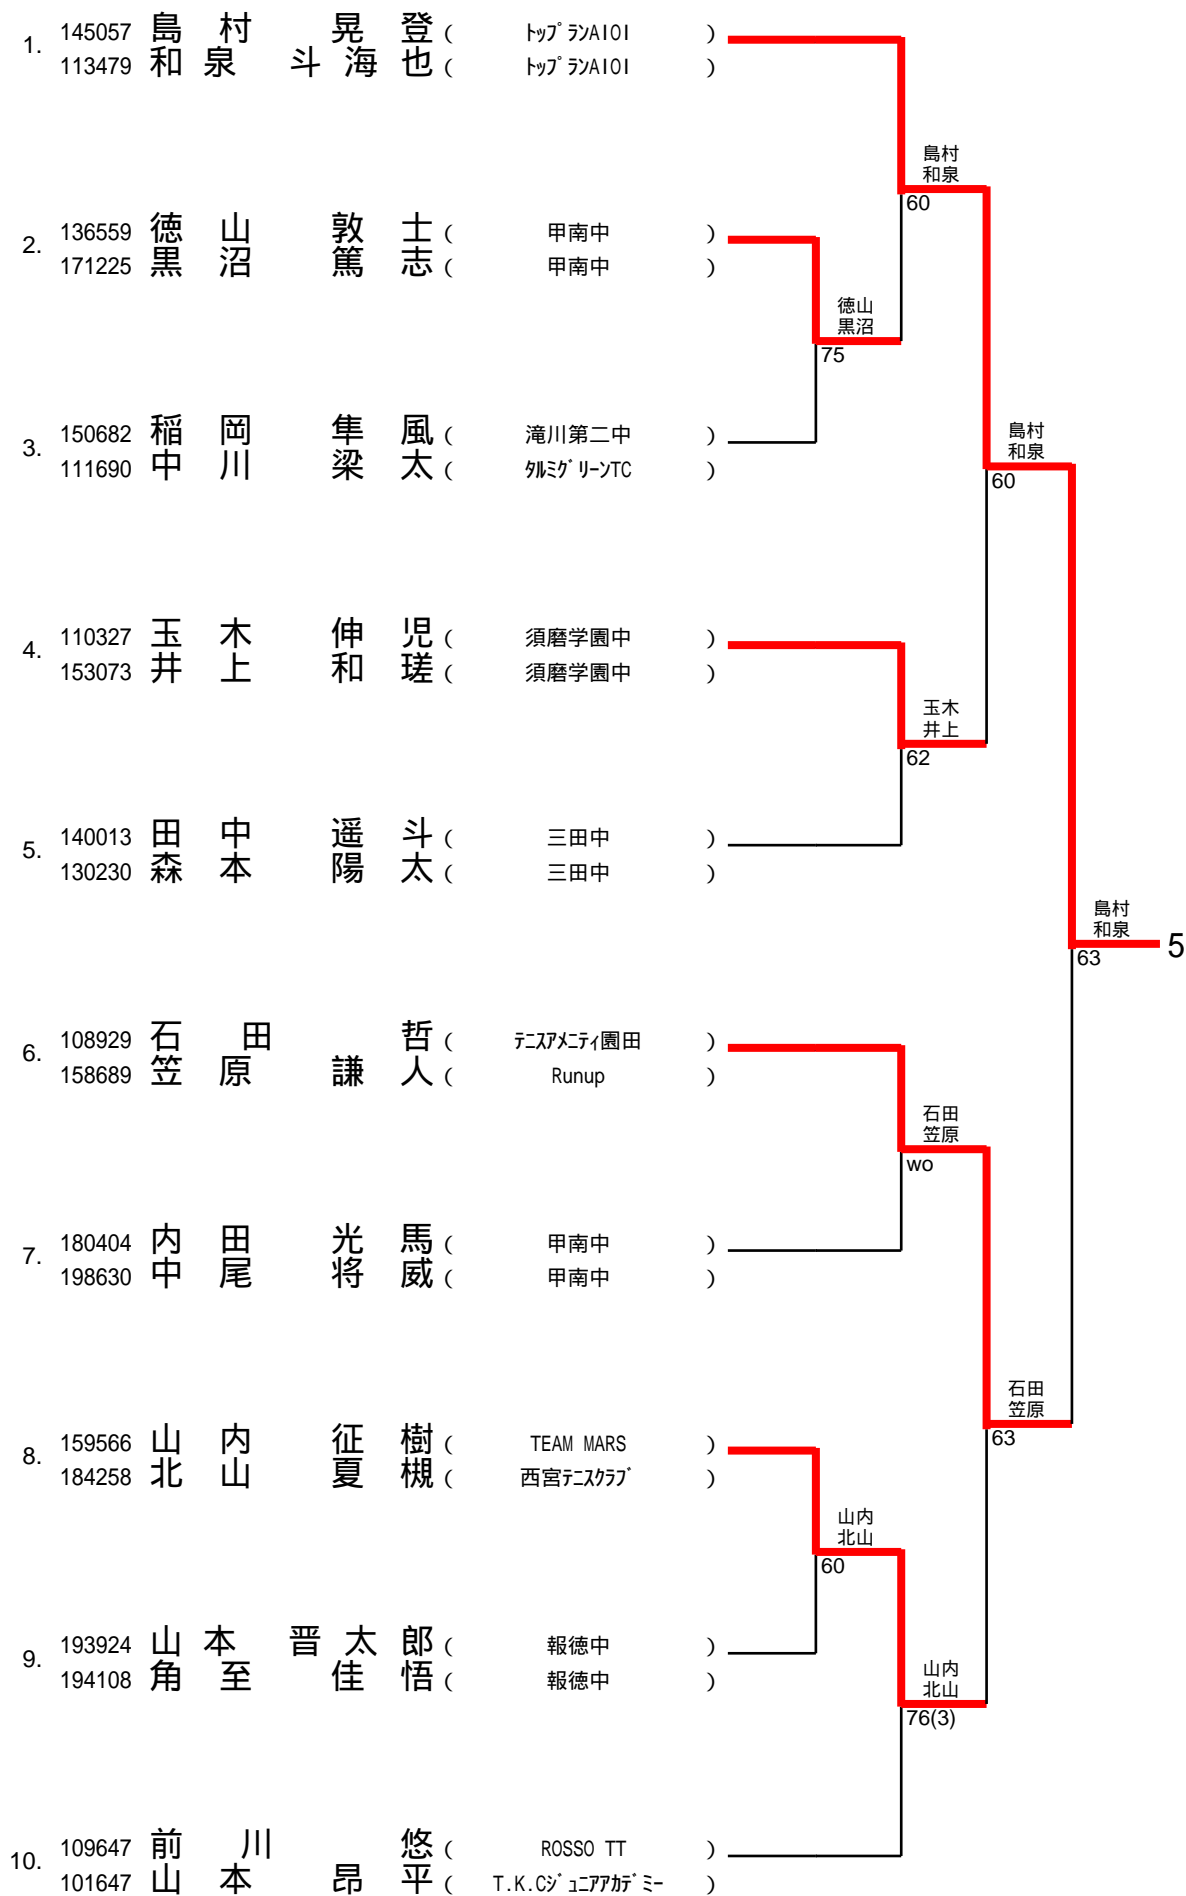 1. 145057 島村 晃登 ( トップランAIOI )
113479 和泉 斗海也 ( トップランAIOI )
島村
和泉
60
2. 136559 徳山 敦士 ( 甲南中 )
171225 黒沼 篤志 ( 甲南中 )
徳山
黒沼
75
3. 150682 稲岡 隼風 ( 滝川第二中 )
111690 中川 梁太 ( タルミグリーンTC )
島村
和泉
60
4. 110327 玉木 伸児 ( 須磨学園中 )
153073 井上 和瑳 ( 須磨学園中 )
玉木
井上
62
5. 140013 田中 遥斗 ( 三田中 )
130230 森本 陽太 ( 三田中 )
島村
和泉
63
5
6. 108929 石田 哲 ( テニスアメニティ園田 )
158689 笠原 謙人 ( Runup )
石田
笠原
wo
7. 180404 内田 光馬 ( 甲南中 )
198630 中尾 将威 ( 甲南中 )
石田
笠原
63
8. 159566 山内 征樹 ( TEAM MARS )
184258 北山 夏槻 ( 西宮テニスクラブ )
山内
北山
60
9. 193924 山本 晋太郎 ( 報徳中 )
194108 角至 佳悟 ( 報徳中 )
山内
北山
76(3)
10. 109647 前川 悠 ( ROSSO TT )
101647 山本 昂平 ( T.K.Cジュニアアカデミー )